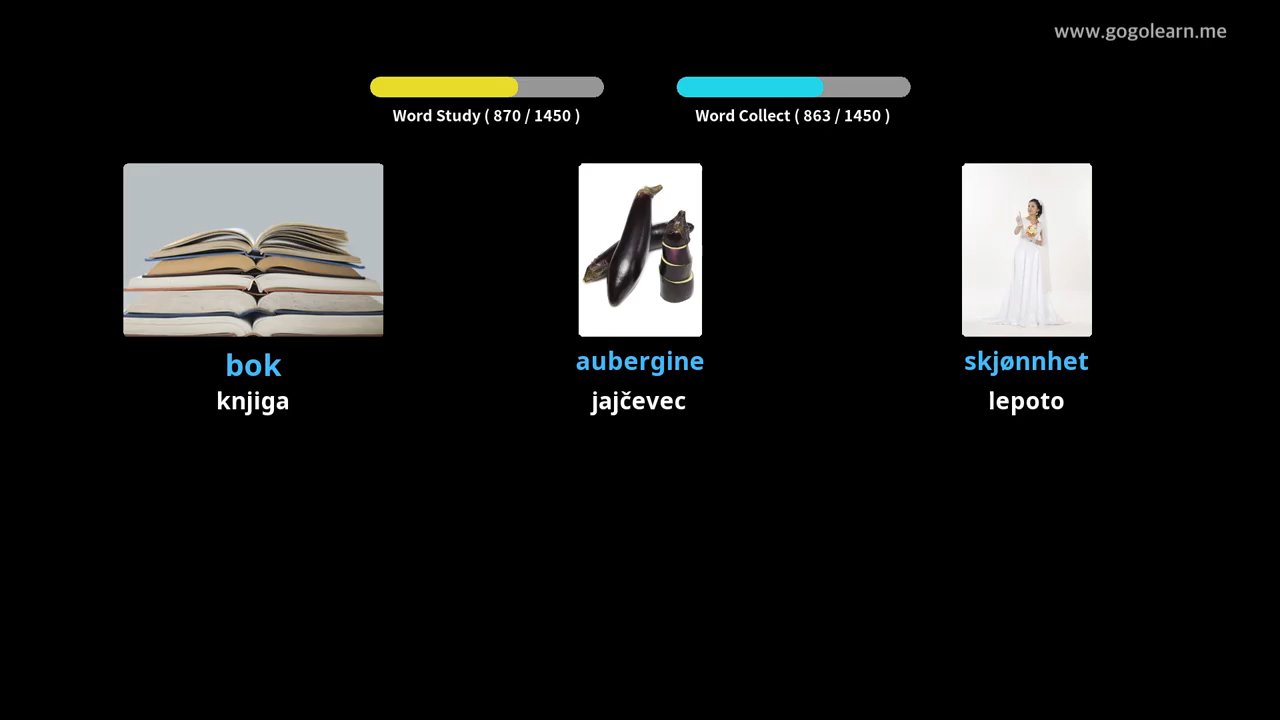 www.gogolearn.me
Word Study ( 870 / 1450 )
Word Collect ( 863 / 1450 )
bok
aubergine
skjønnhet
knjiga
jajčevec
lepoto